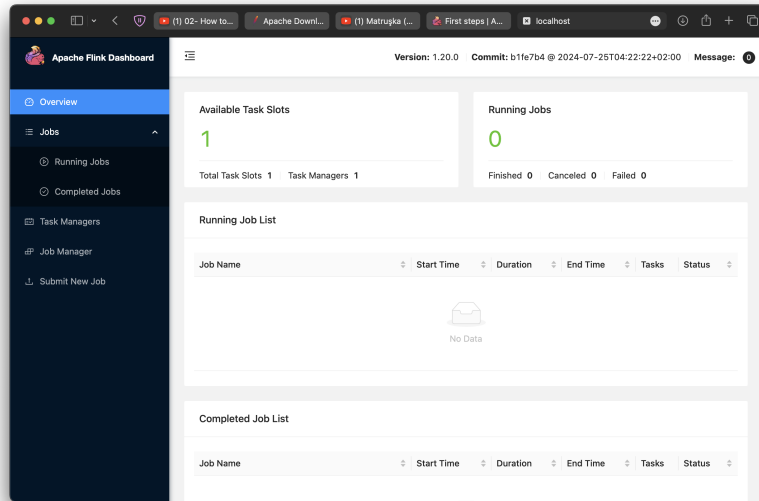 (1) 02- How to...
Apache Downl...
(1) Matruşka (...
First steps | A...
localhost
Apache Flink Dashboard
Version: 1.20.0 Commit: b1fe7b4 @ 2024-07-25T04:22:22+02:00 Message: 0
Overview
Jobs
Running Jobs
Completed Jobs
Task Managers
Job Manager
Submit New Job
Available Task Slots
1
Total Task Slots 1 Task Managers 1
Running Jobs
0
Finished 0 Canceled 0 Failed 0
Running Job List
Job Name Start Time Duration End Time Tasks Status
No Data
Completed Job List
Job Name Start Time Duration End Time Tasks Status